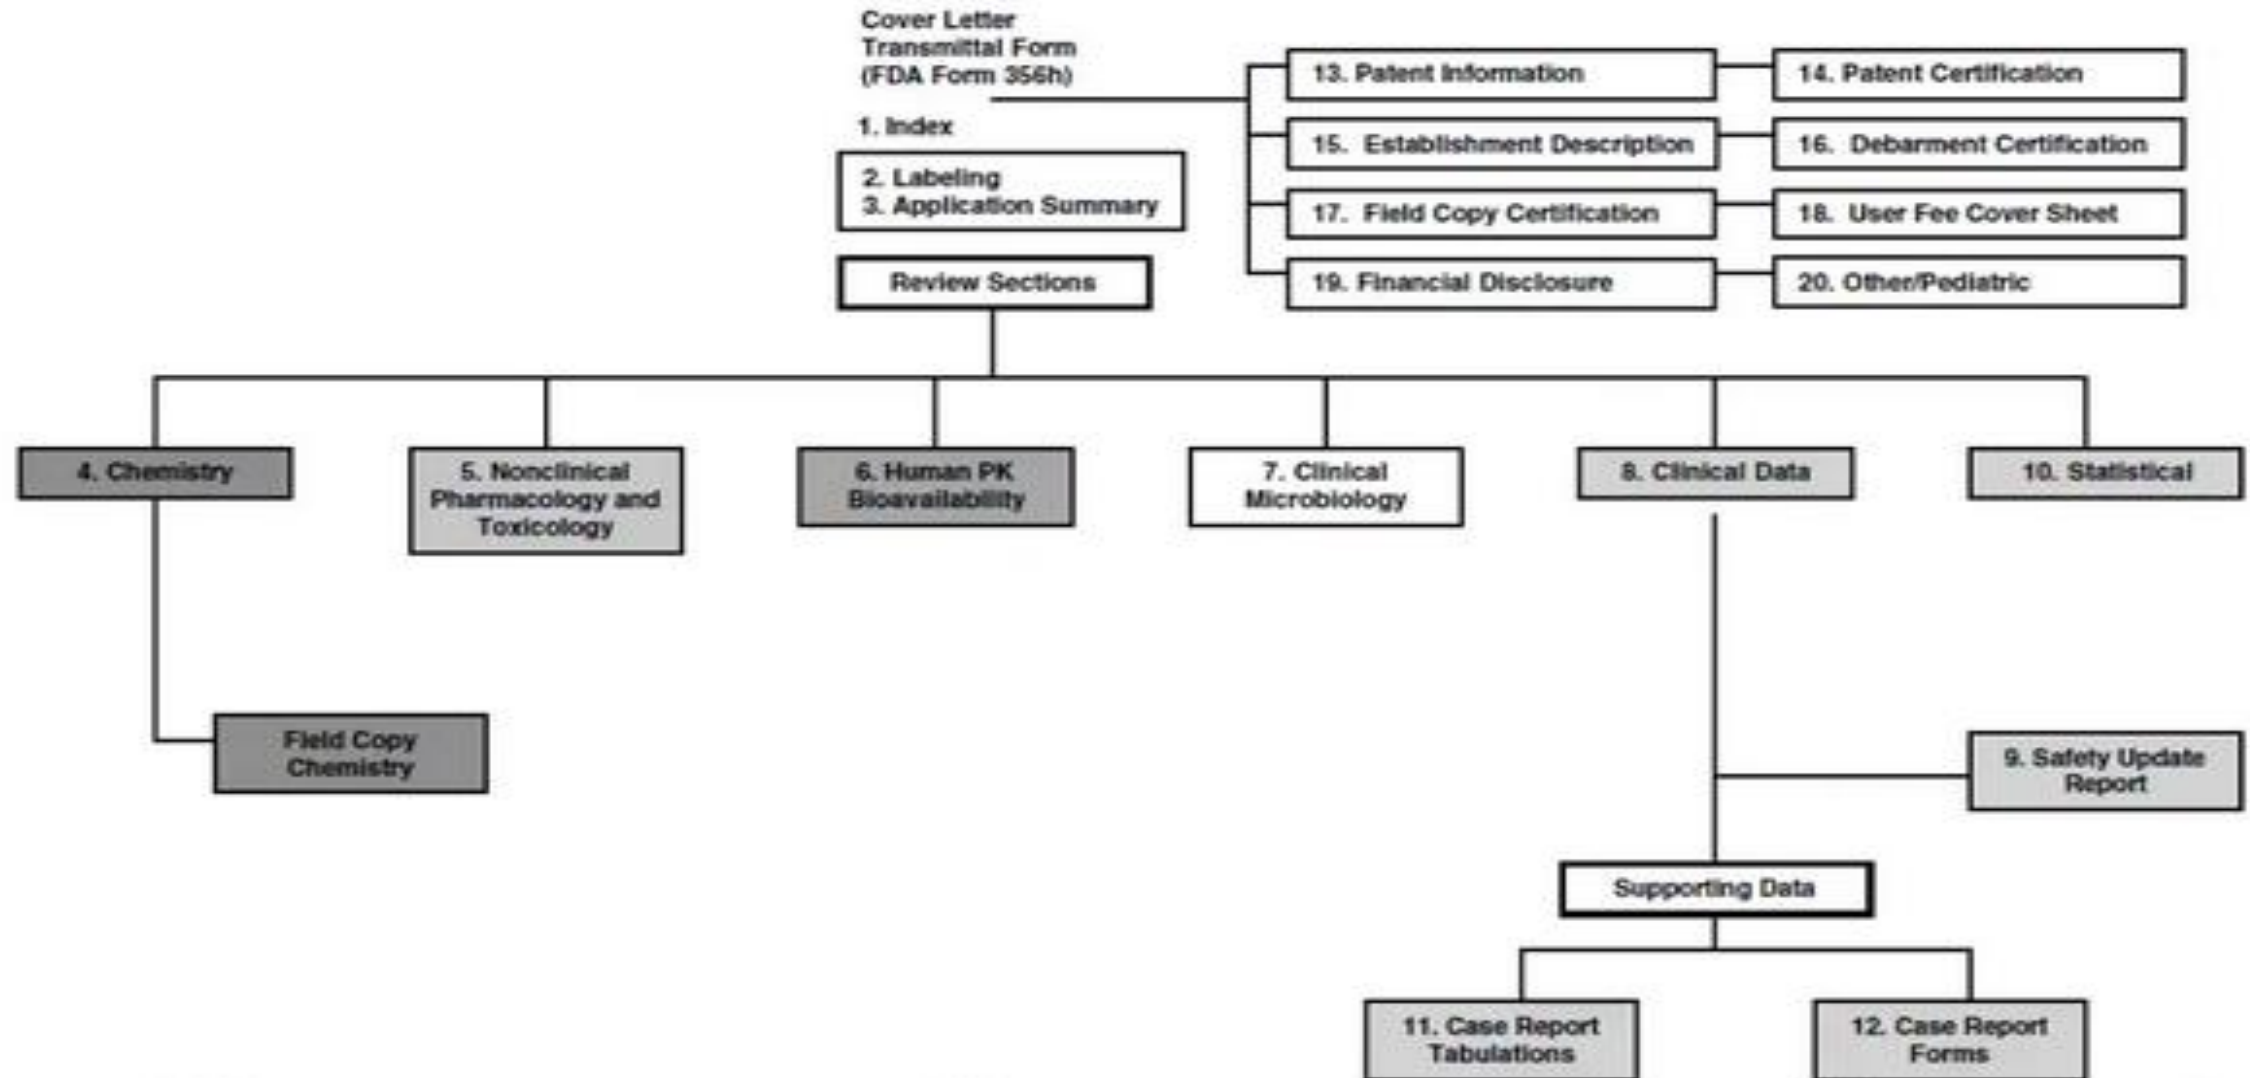 Cover Letter
Transmittal Form
(FDA Form 356h)
1. Index
2. Labeling
3. Application Summary
Review Sections
13. Patent Information
14. Patent Certification
15. Establishment Description
16. Debarment Certification
17. Field Copy Certification
18. User Fee Cover Sheet
19. Financial Disclosure
20. Other/Pediatric
4. Chemistry
5. Nonclinical
Pharmacology and
Toxicology
6. Human PK
Bioavailability
7. Clinical
Microbiology
8. Clinical Data
10. Statistical
Field Copy
Chemistry
9. Safety Update
Report
Supporting Data
11. Case Report
Tabulations
12. Case Report
Forms